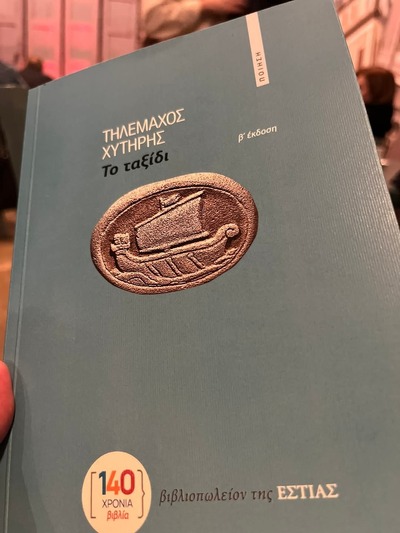 ΠΟΙΗΣΗ
ΤΗΛΕΜΑΧΟΣ
ΧΥΤΗΡΗΣ
Το ταξίδι
β' έκδοση
140
ΧΡΟΝΙΑ
βιβλία
βιβλιοπωλείον της ΕΣΤΙΑΣ